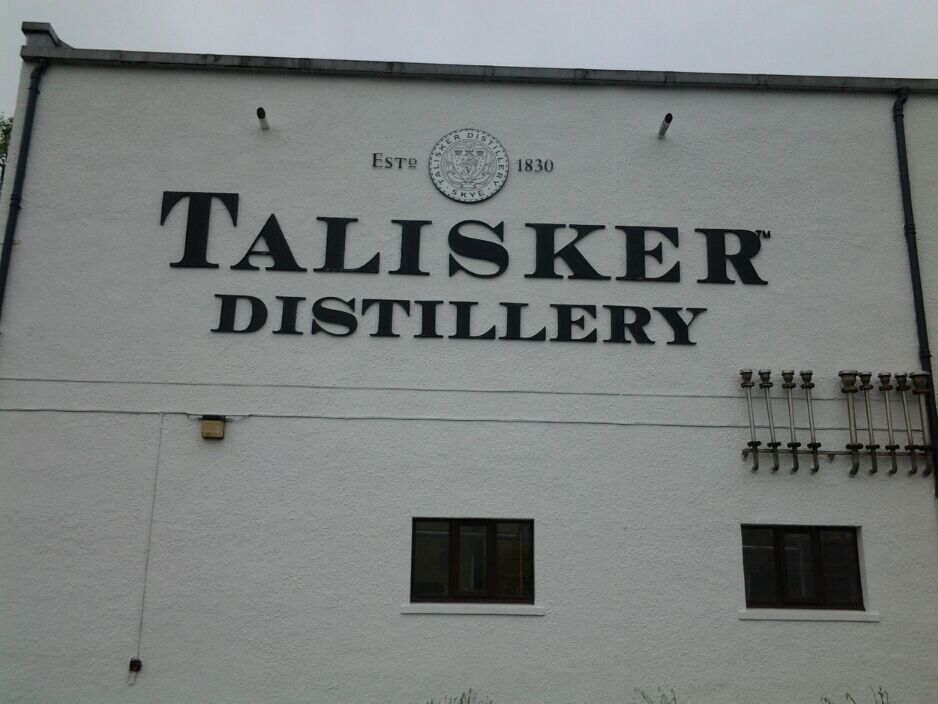 ESTD 1830
TALISKER DISTILLERY
SKYE
TALISKER™
DISTILLERY